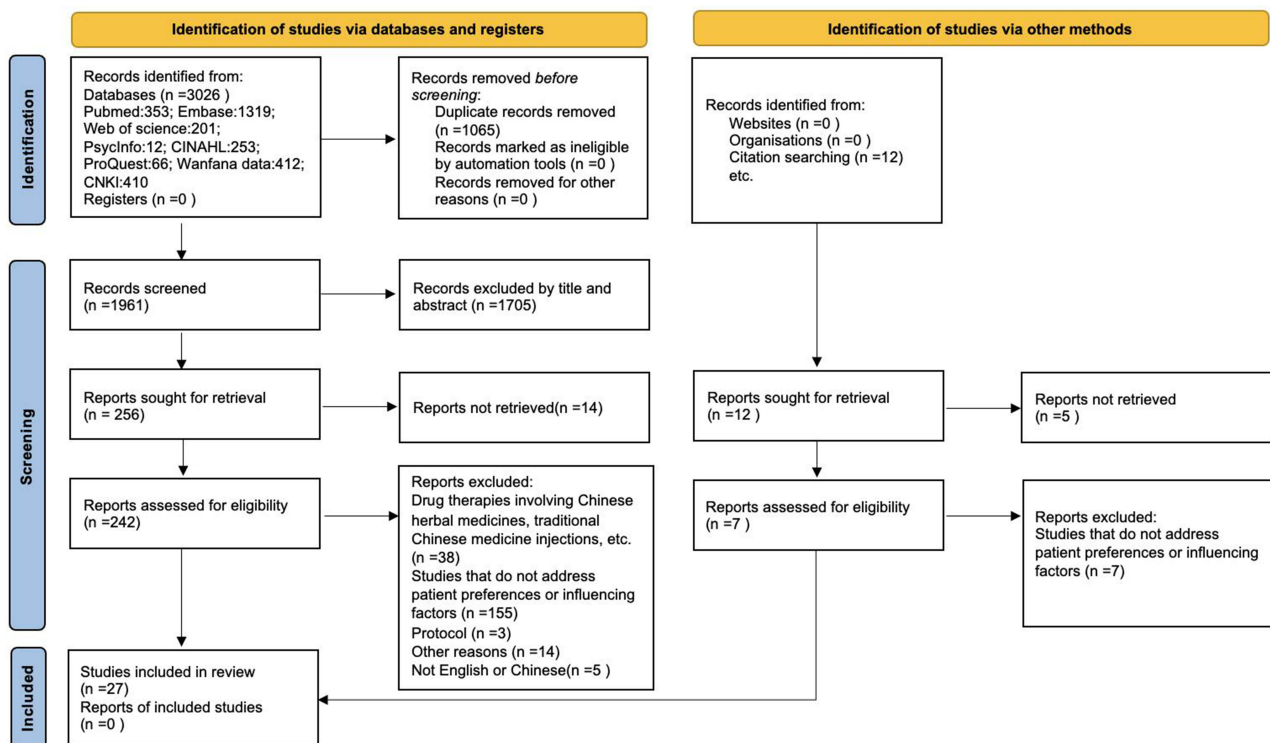 Identification of studies via databases and registers
Identification of studies via other methods
Identification
Records identified from:
Databases (n =3026 )
Pubmed:353; Embase:1319;
Web of science:201;
PsycInfo:12; CINAHL:253;
ProQuest:66; Wanfana data:412;
CNKI:410
Registers (n =0 )
Records removed before
screening:
Duplicate records removed
(n =1065)
Records marked as ineligible
by automation tools (n =0 )
Records removed for other
reasons (n =0 )
Records identified from:
Websites (n =0 )
Organisations (n =0 )
Citation searching (n =12)
etc.
Screening
Records screened
(n =1961)
Records excluded by title and
abstract (n =1705)
Reports sought for retrieval
(n = 256)
Reports not retrieved(n =14)
Reports sought for retrieval
(n =12 )
Reports not retrieved
(n =5 )
Reports assessed for eligibility
(n =242)
Reports excluded:
Drug therapies involving Chinese
herbal medicines, traditional
Chinese medicine injections, etc.
(n =38)
Studies that do not address
patient preferences or influencing
factors (n =155)
Protocol (n =3)
Other reasons (n =14)
Not English or Chinese(n =5 )
Reports assessed for eligibility
(n =7 )
Reports excluded:
Studies that do not address
patient preferences or influencing
factors (n =7)
Included
Studies included in review
(n =27)
Reports of included studies
(n =0 )